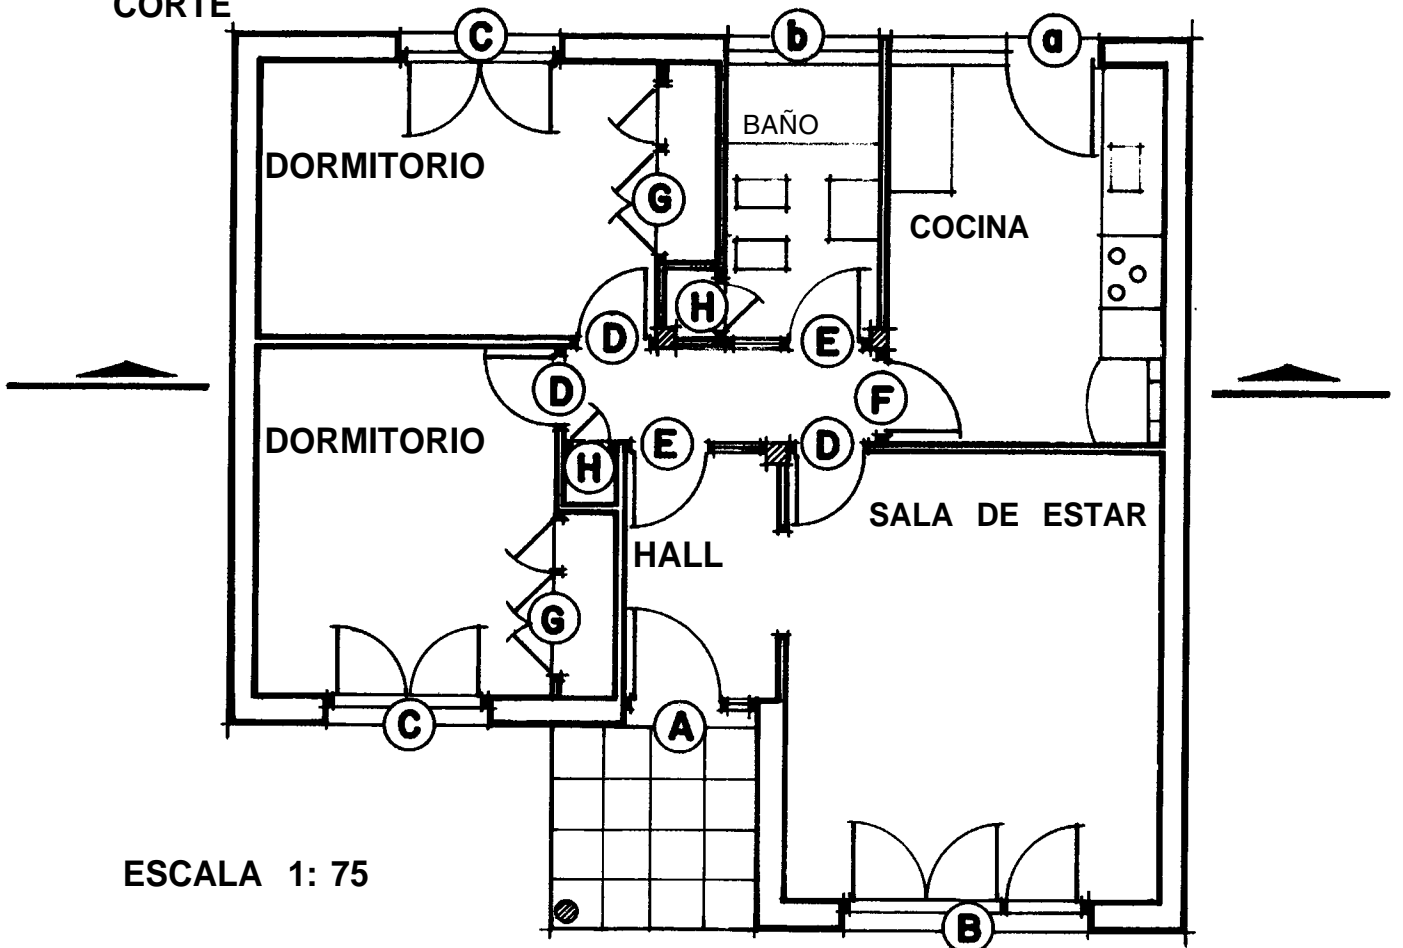 CORTE
C
b
a
BAÑO
DORMITORIO
G
COCINA
H
D
E
D
F
DORMITORIO
E
D
H
SALA DE ESTAR
HALL
G
C
A
ESCALA 1: 75
B